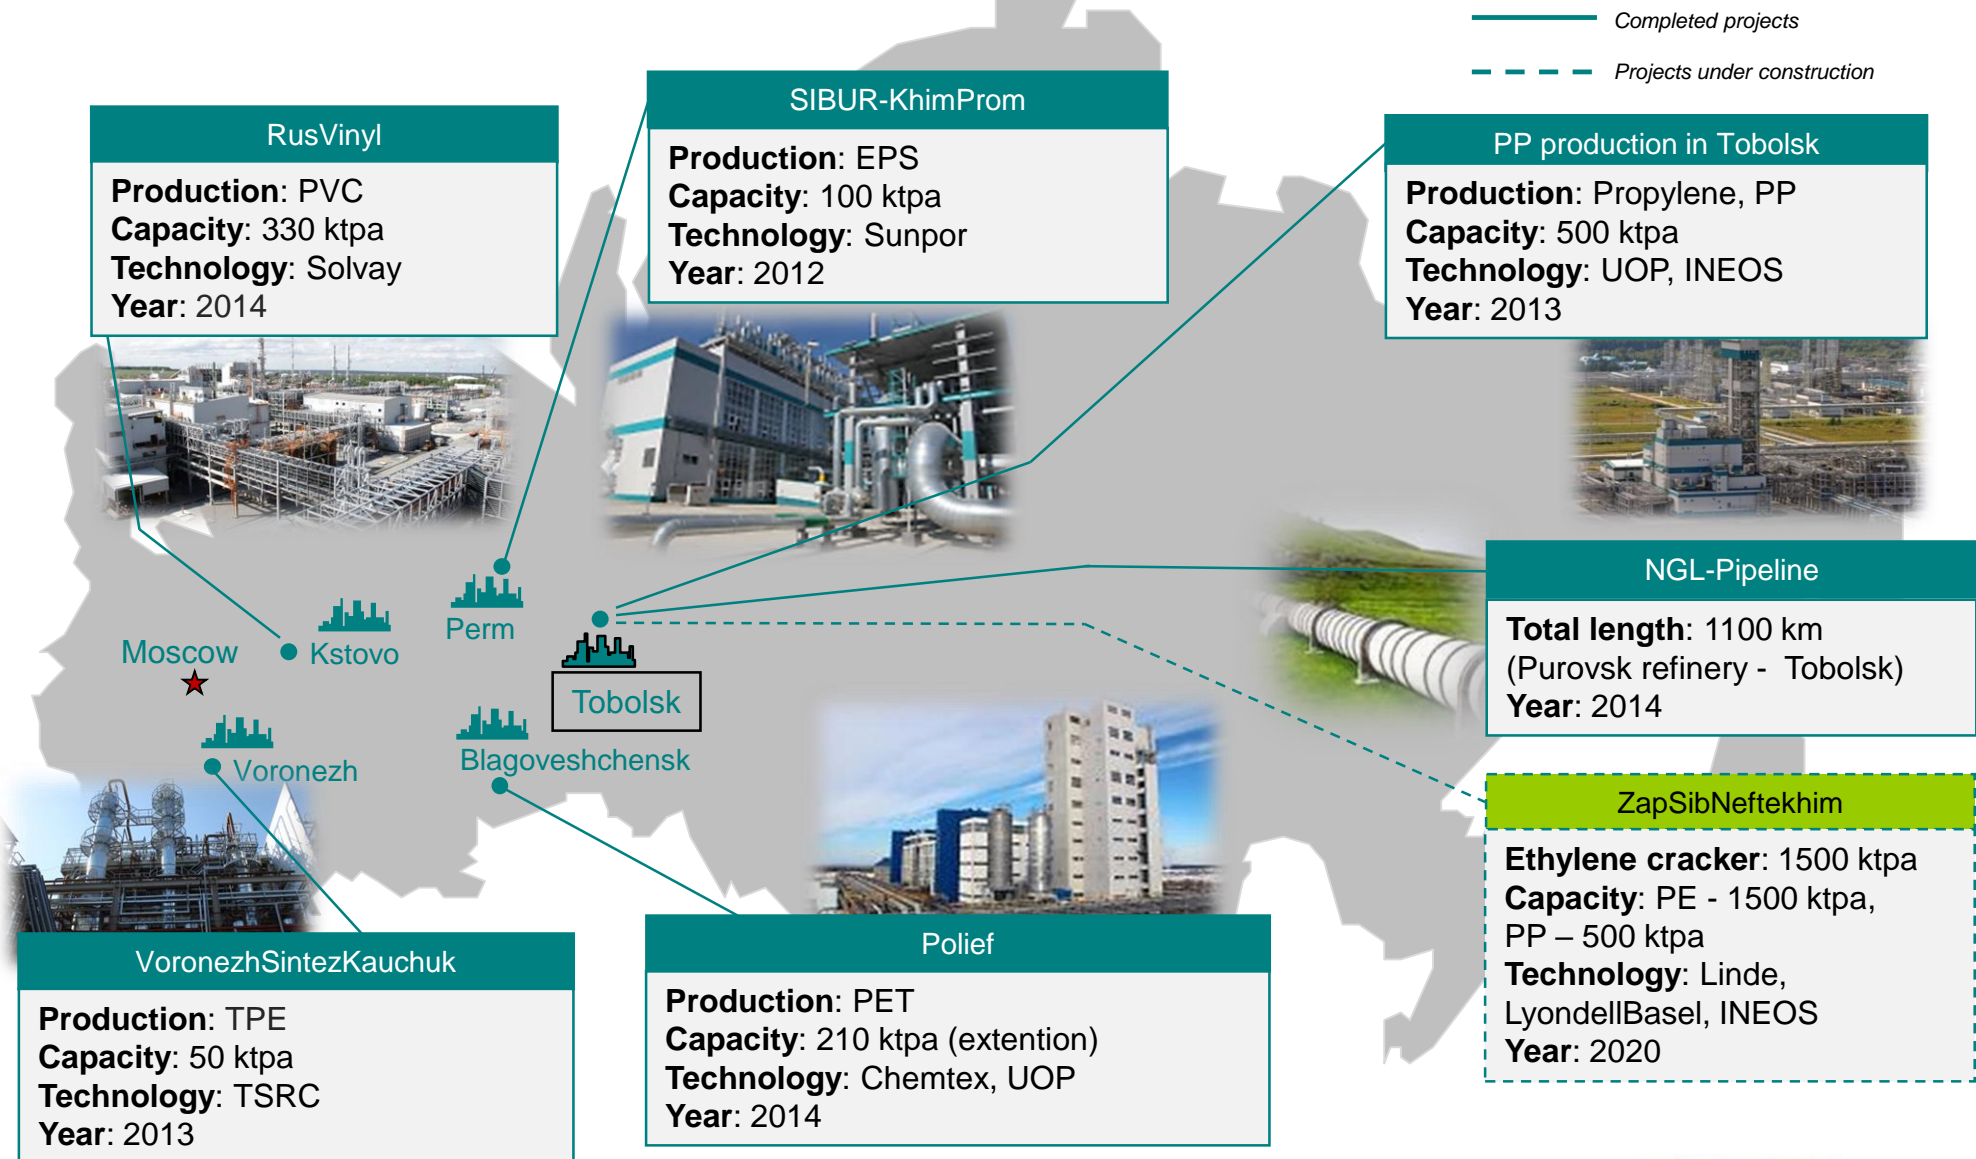 Completed projects
Projects under construction
RusVinyl
Production: PVC
Capacity: 330 ktpa
Technology: Solvay
Year: 2014
SIBUR-KhimProm
Production: EPS
Capacity: 100 ktpa
Technology: Sunpor
Year: 2012
PP production in Tobolsk
Production: Propylene, PP
Capacity: 500 ktpa
Technology: UOP, INEOS
Year: 2013
NGL-Pipeline
Total length: 1100 km
(Purovsk refinery - Tobolsk)
Year: 2014
Perm
Kstovo
Moscow
Tobolsk
Voronezh
Blagoveshchensk
ZapSibNeftekhim
Ethylene cracker: 1500 ktpa
Capacity: PE - 1500 ktpa,
PP – 500 ktpa
Technology: Linde,
LyondellBasel, INEOS
Year: 2020
VoronezhSintezKauchuk
Production: TPE
Capacity: 50 ktpa
Technology: TSRC
Year: 2013
Polief
Production: PET
Capacity: 210 ktpa (extention)
Technology: Chemtex, UOP
Year: 2014